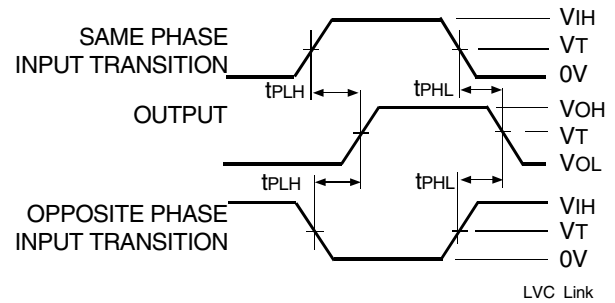 SAME PHASE
INPUT TRANSITION
VIH
VT
0V
tPLH
tPHL
OUTPUT
VOH
VT
VOL
tPLH
tPHL
OPPOSITE PHASE
INPUT TRANSITION
VIH
VT
0V
LVC Link